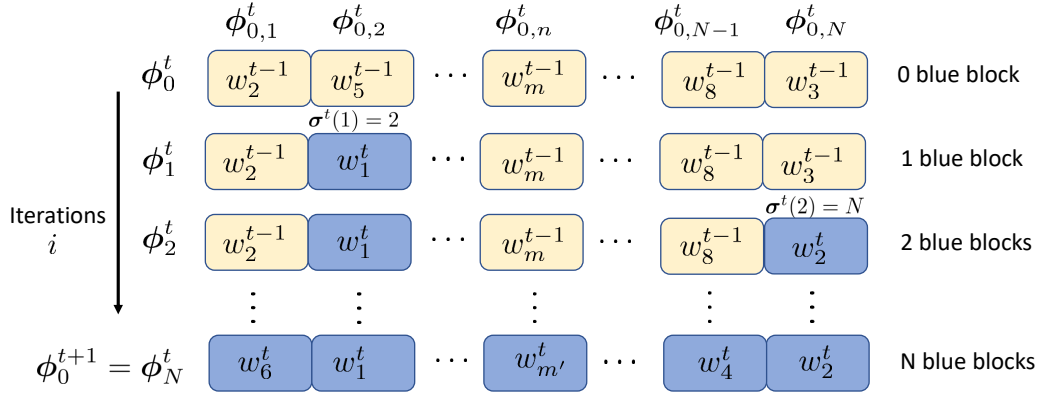 ϕ^t_{0,1} ϕ^t_{0,2} ϕ^t_{0,n} ϕ^t_{0,N−1} ϕ^t_{0,N}
ϕ^t_0 w^{t−1}_2 w^{t−1}_5 ··· w^{t−1}_m ··· w^{t−1}_8 w^{t−1}_3 0 blue block
σ^t(1) = 2
ϕ^t_1 w^{t−1}_2 w^t_1 ··· w^{t−1}_m ··· w^{t−1}_8 w^{t−1}_3 1 blue block
σ^t(2) = N
Iterations
i
ϕ^t_2 w^{t−1}_2 w^t_1 ··· w^{t−1}_m ··· w^{t−1}_8 w^t_2 2 blue blocks
⋮ ⋮ ⋮ ⋮ ⋮
ϕ^{t+1}_0 = ϕ^t_N w^t_6 w^t_1 ··· w^t_{m′} ··· w^t_4 w^t_2 N blue blocks